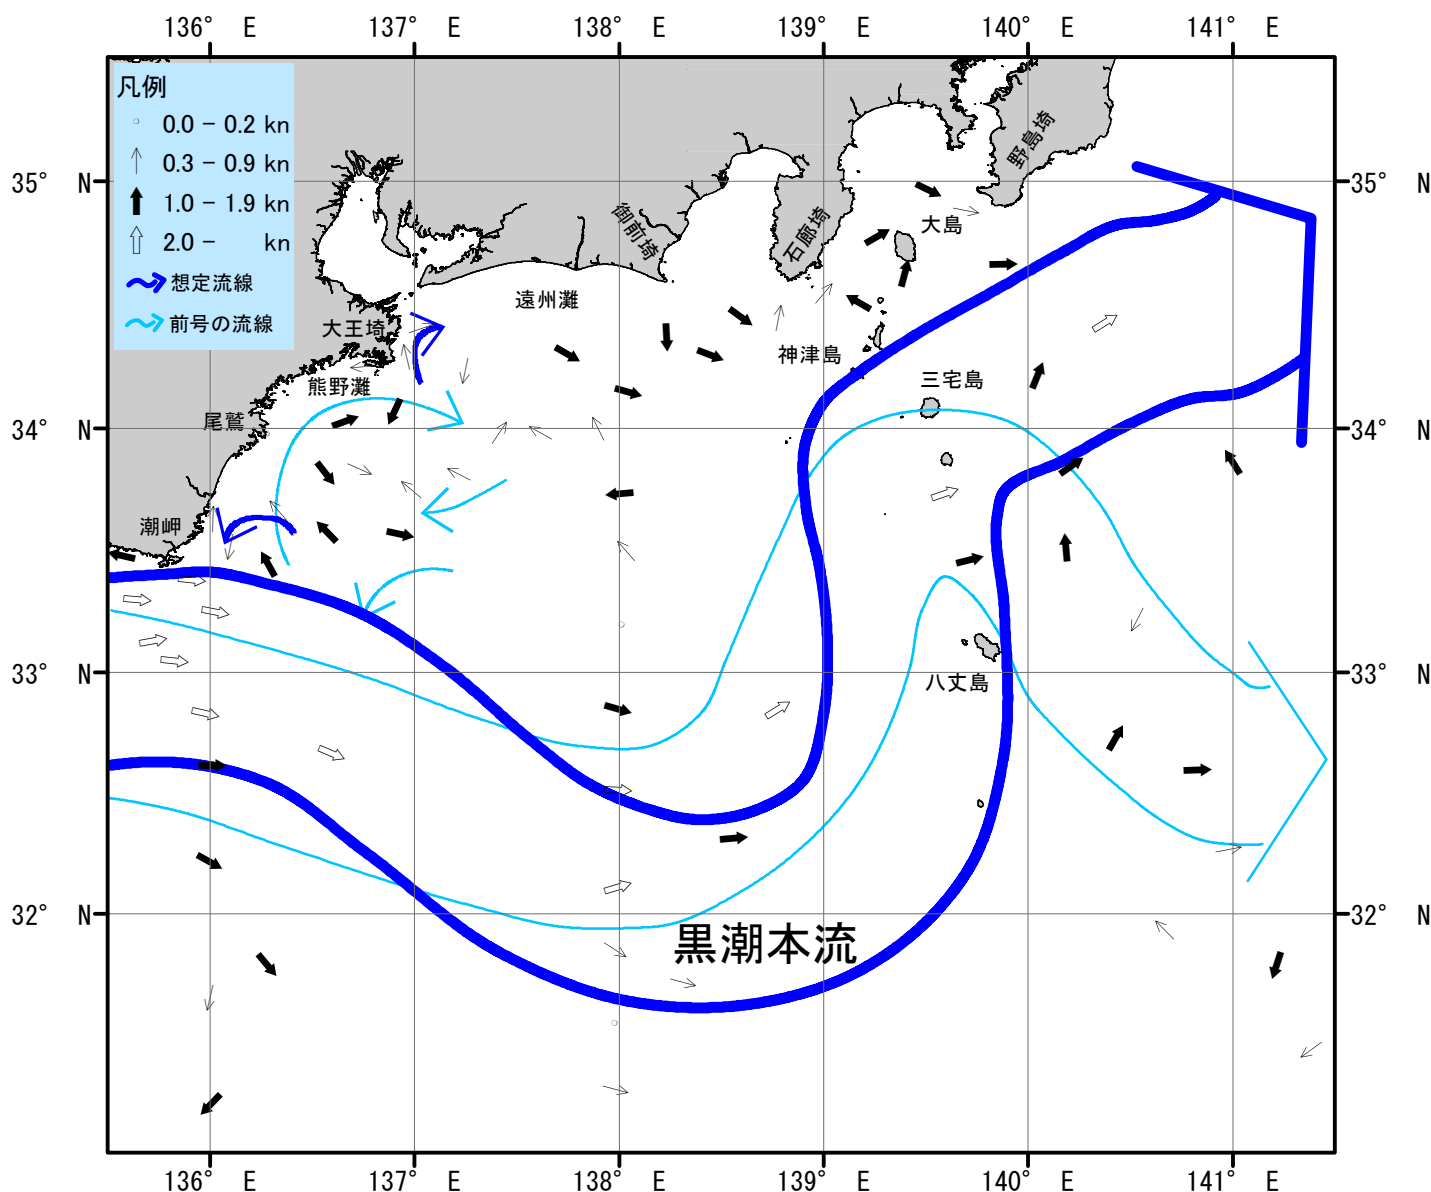 136° E 137° E 138° E 139° E 140° E 141° E
凡例
0.0 - 0.2 kn
0.3 - 0.9 kn
1.0 - 1.9 kn
2.0 - kn
想定流線
前号の流線
野島埼
35° N
35° N
御前埼
石廊埼
大島
遠州灘
大王埼
神津島
熊野灘
三宅島
尾鷲
34° N
34° N
潮岬
33° N
33° N
八丈島
32° N
32° N
黒潮本流
136° E 137° E 138° E 139° E 140° E 141° E